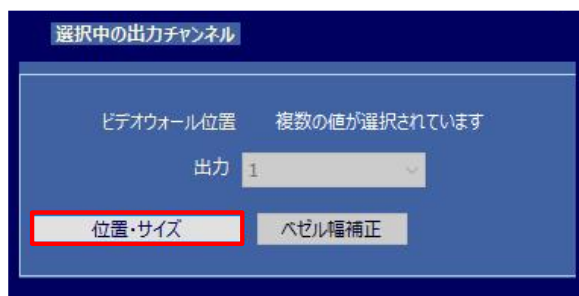 選択中の出力チャンネル
ビデオウォール位置 複数の値が選択されています
出力 1
位置・サイズ ベゼル幅補正